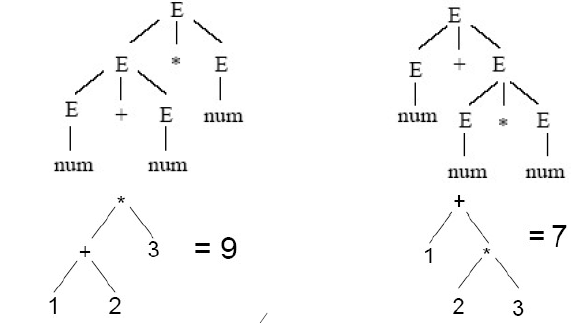 E
E * E
E + E num
num num
*
+ 3 = 9
1 2
E
E + E
num E * E
num num
+
1 * = 7
2 3